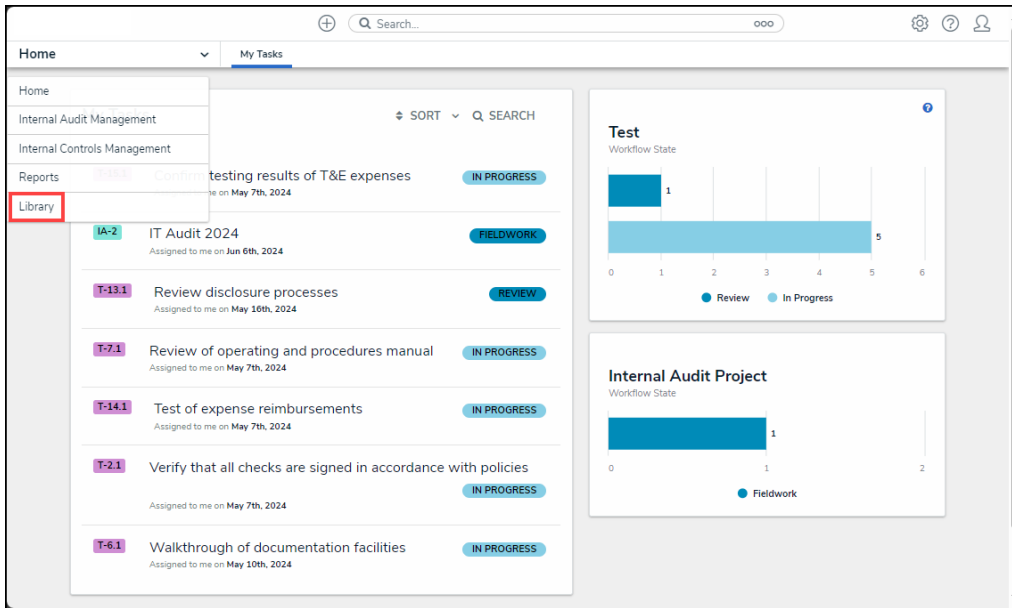 Search...
Home
My Tasks
Home
Internal Audit Management
Internal Controls Management
Reports
Library
SORT
SEARCH
testing results of T&E expenses
IN PROGRESS
on May 7th, 2024
IA-2
IT Audit 2024
FIELDWORK
Assigned to me on Jun 6th, 2024
T-13.1
Review disclosure processes
REVIEW
Assigned to me on May 16th, 2024
T-7.1
Review of operating and procedures manual
IN PROGRESS
Assigned to me on May 7th, 2024
T-14.1
Test of expense reimbursements
IN PROGRESS
Assigned to me on May 7th, 2024
T-2.1
Verify that all checks are signed in accordance with policies
IN PROGRESS
Assigned to me on May 7th, 2024
T-6.1
Walkthrough of documentation facilities
IN PROGRESS
Assigned to me on May 10th, 2024
Test
Workflow State
1
5
0 1 2 3 4 5 6
Review In Progress
Internal Audit Project
Workflow State
1
0 1 2
Fieldwork